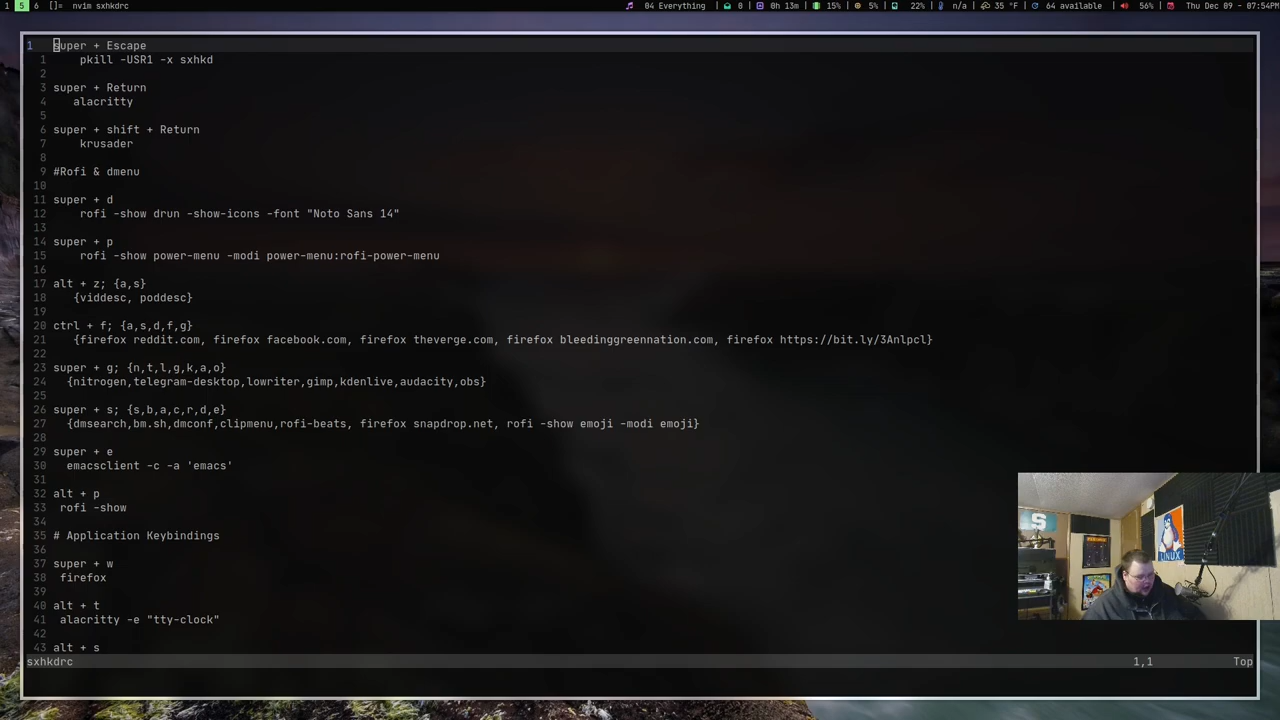 1 5 6 []= nvim sxhkdrc 04 Everything 0 0h 13m 15% 5% 22% n/a 35 °F 64 available 56% Thu Dec 09 - 07:54PM
1 super + Escape
1 pkill -USR1 -x sxhkd
2
3 super + Return
4 alacritty
5
6 super + shift + Return
7 krusader
8
9 #Rofi & dmenu
10
11 super + d
12 rofi -show drun -show-icons -font "Noto Sans 14"
13
14 super + p
15 rofi -show power-menu -modi power-menu:rofi-power-menu
16
17 alt + z; {a,s}
18 {viddesc, poddesc}
19
20 ctrl + f; {a,s,d,f,g}
21 {firefox reddit.com, firefox facebook.com, firefox theverge.com, firefox bleedinggreennation.com, firefox https://bit.ly/3Anlpcl}
22
23 super + g; {n,t,l,g,k,a,o}
24 {nitrogen,telegram-desktop,lowriter,gimp,kdenlive,audacity,obs}
25
26 super + s; {s,b,a,c,r,d,e}
27 {dmsearch,bm.sh,dmconf,clipmenu,rofi-beats, firefox snapdrop.net, rofi -show emoji -modi emoji}
28
29 super + e
30 emacsclient -c -a 'emacs'
31
32 alt + p
33 rofi -show
34
35 # Application Keybindings
36
37 super + w
38 firefox
39
40 alt + t
41 alacritty -e "tty-clock"
42
43 alt + s
sxhkdrc 1,1 Top
S
LINUX